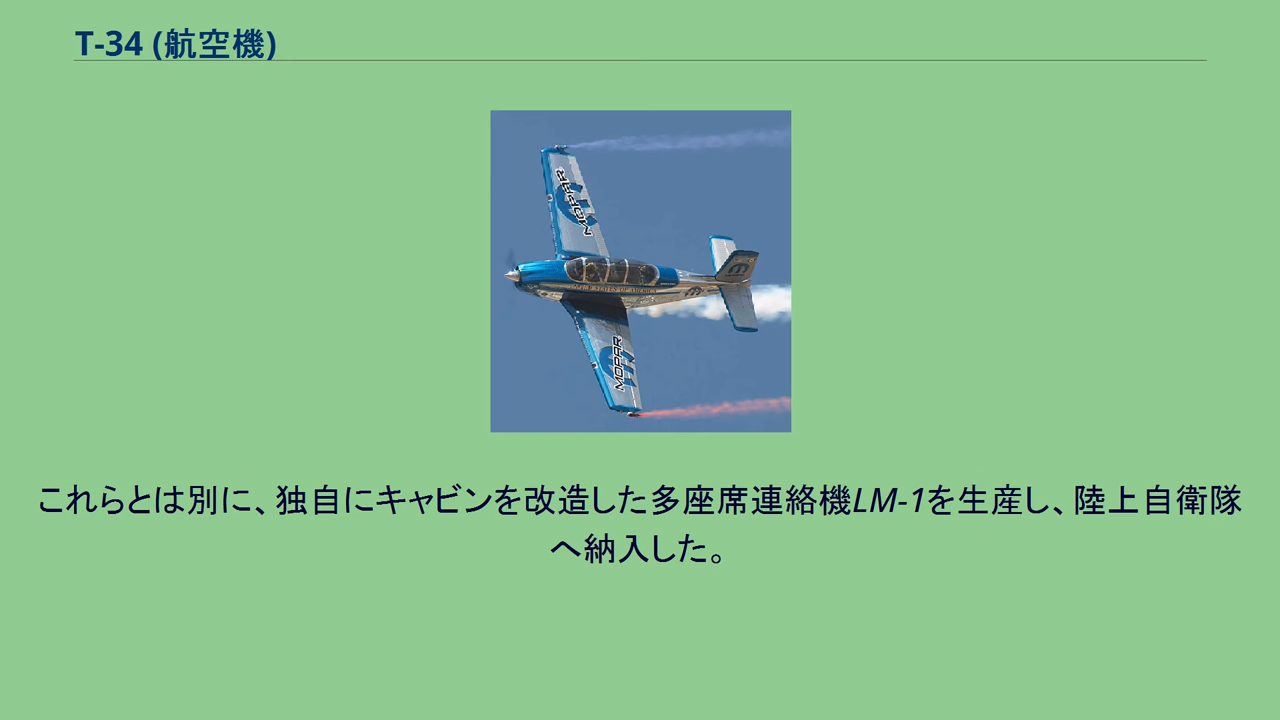 T-34 (航空機)
MOPAR
MOPAR
これらとは別に、独自にキャビンを改造した多座席連絡機LM-1を生産し、陸上自衛隊
へ納入した。